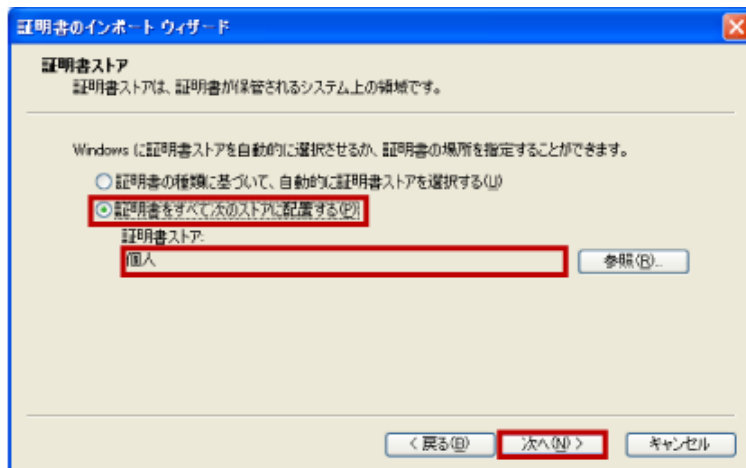 証明書のインポート ウィザード
証明書ストア
証明書ストアは、証明書が保管されるシステム上の領域です。
Windows に証明書ストアを自動的に選択させるか、証明書の場所を指定することができます。
証明書の種類に基づいて、自動的に証明書ストアを選択する(U)
証明書をすべて次のストアに配置する(P)
証明書ストア:
個人
参照(R)...
< 戻る(B)
次へ(N) >
キャンセル